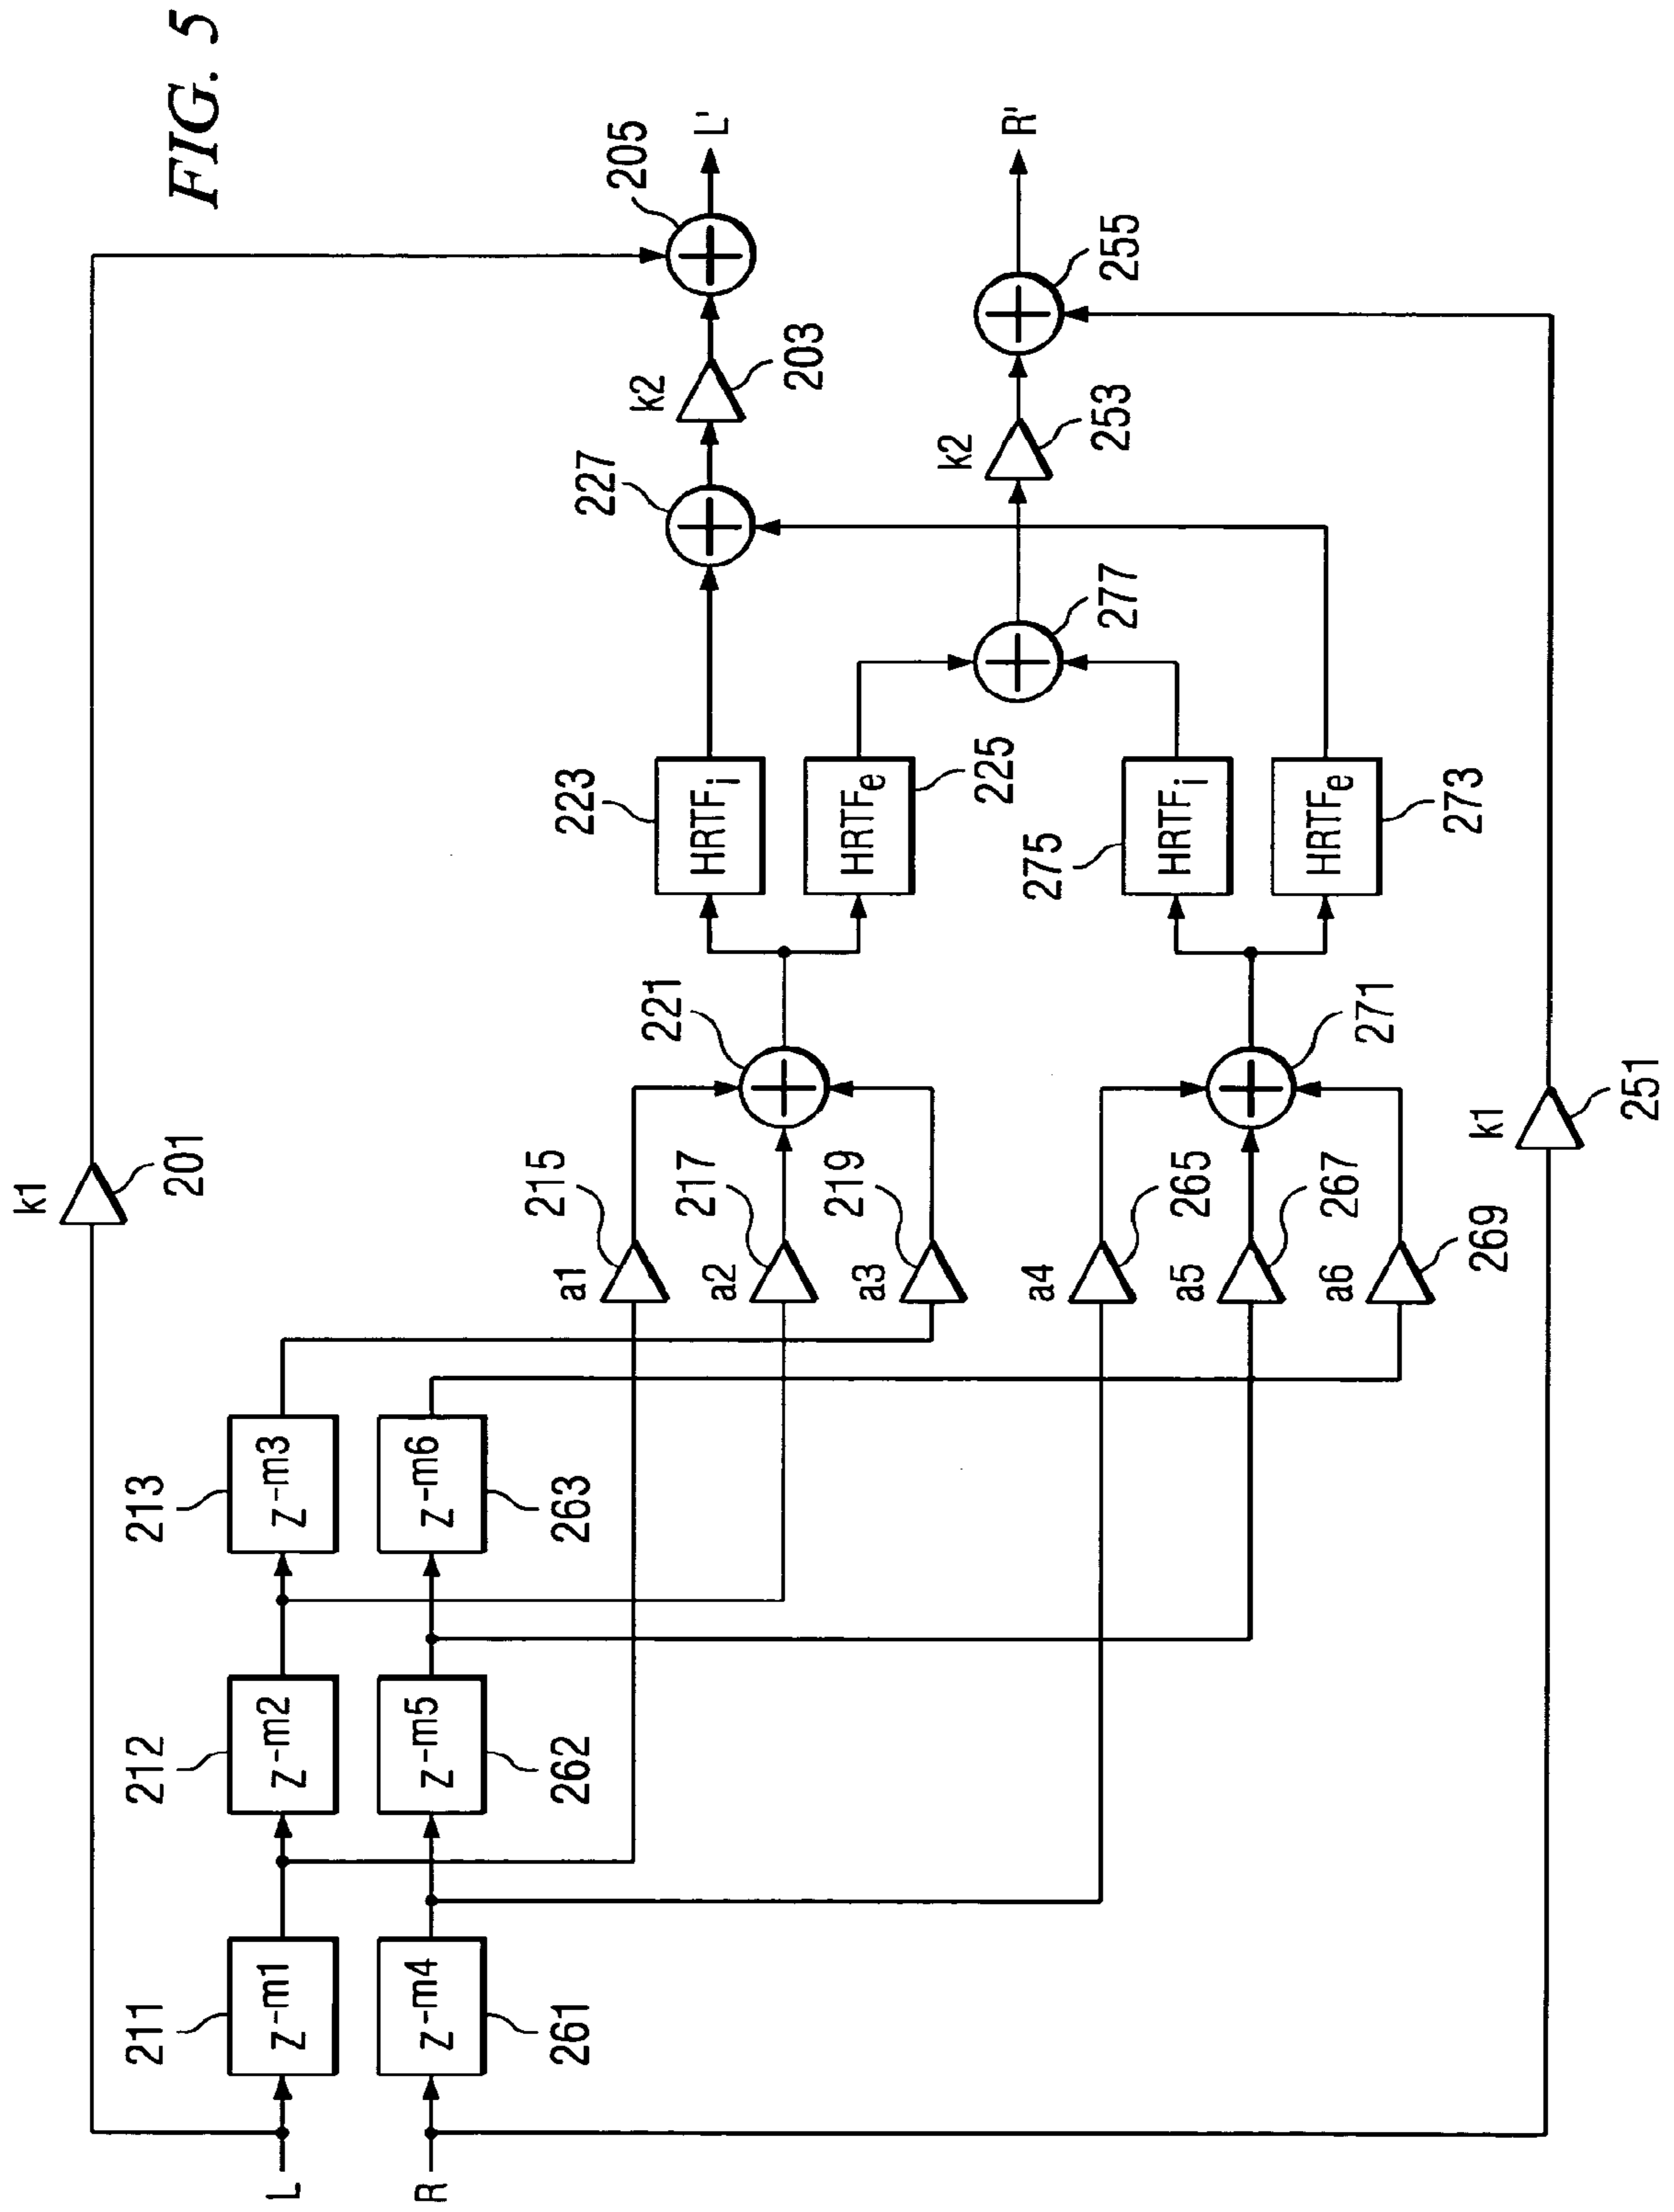 FIG. 5
k1
201
211
212
213
L
z-m1
z-m2
z-m3
R
z-m4
z-m5
z-m6
261
262
263
a1
215
a2
217
a3
219
221
223
HRTFi
HRTFe
225
227
k2
203
205
L'
a4
265
a5
267
a6
269
271
275
HRTFi
HRTFe
273
277
k2
253
255
R'
k1
251